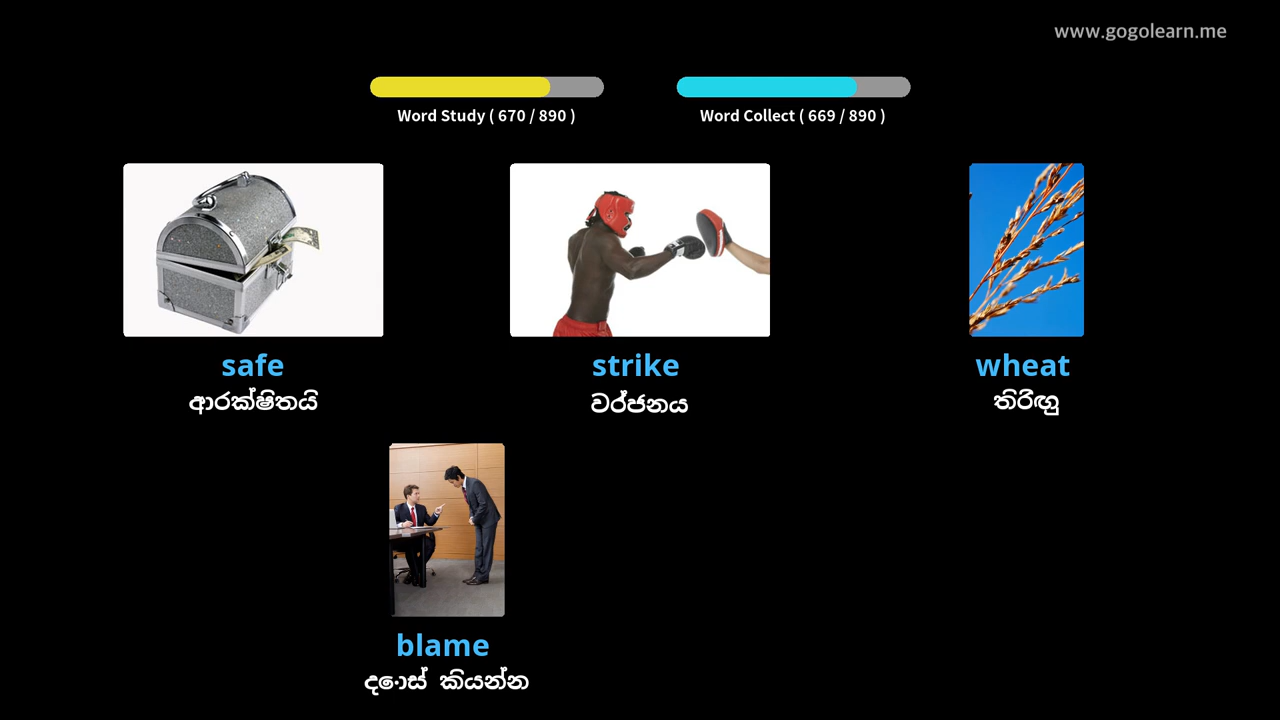 www.gogolearn.me
Word Study ( 670 / 890 )
Word Collect ( 669 / 890 )
safe
ආරක්ෂිතයි
strike
වර්ජනය
wheat
තිරිඟු
blame
දොස් කියන්න